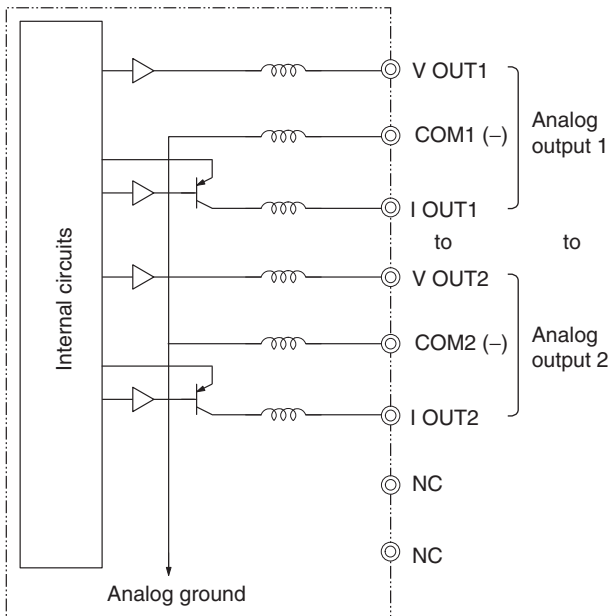 V OUT1
COM1 (−)
Analog
output 1
I OUT1
to
to
V OUT2
COM2 (−)
Analog
output 2
I OUT2
NC
NC
Internal circuits
Analog ground